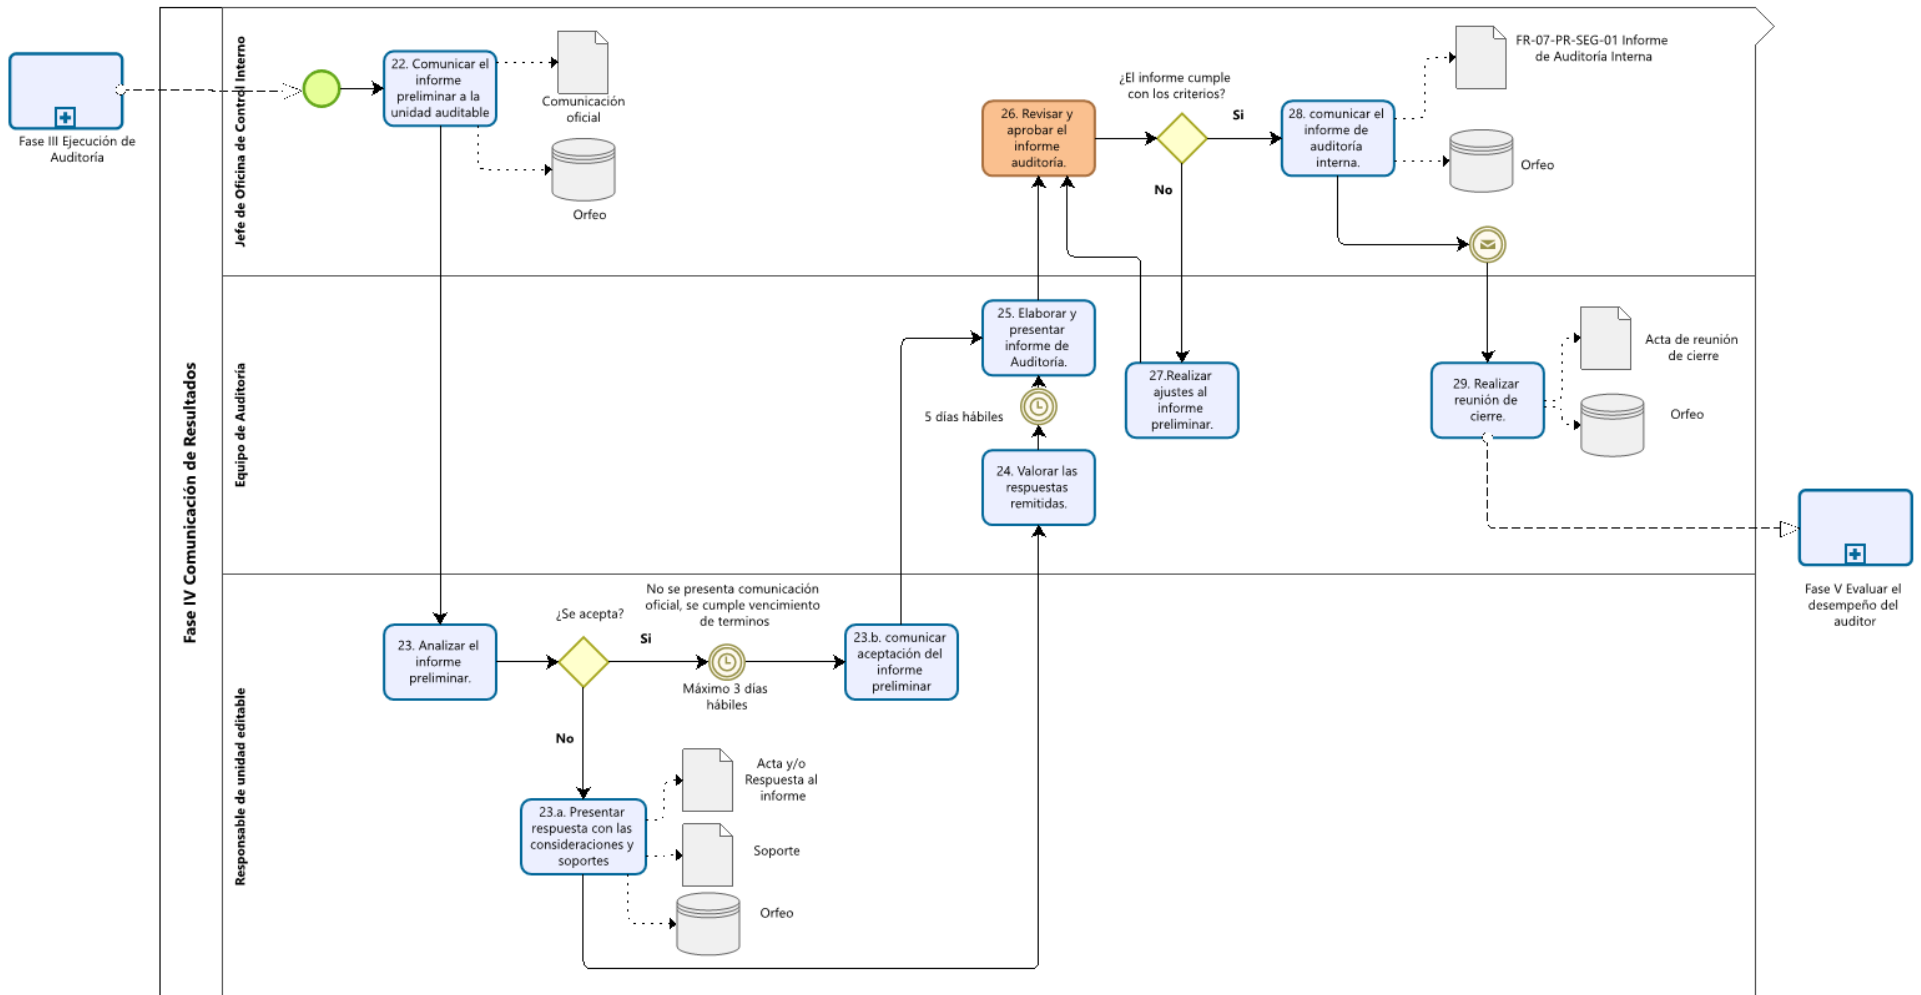 Fase III Ejecución de
Auditoría
Fase IV Comunicación de Resultados
Jefe de Oficina de Control Interno
22. Comunicar el
informe
preliminar a la
unidad auditable
Comunicación
oficial
Orfeo
26. Revisar y
aprobar el
informe
auditoría.
¿El informe cumple
con los criterios?
Si
No
28. comunicar el
informe de
auditoría
interna.
FR-07-PR-SEG-01 Informe
de Auditoría Interna
Orfeo
Equipo de Auditoría
25. Elaborar y
presentar
informe de
Auditoría.
5 días hábiles
24. Valorar las
respuestas
remitidas.
27.Realizar
ajustes al
informe
preliminar.
29. Realizar
reunión de
cierre.
Acta de reunión
de cierre
Orfeo
Fase V Evaluar el
desempeño del
auditor
Responsable de unidad editable
23. Analizar el
informe
preliminar.
¿Se acepta?
Si
No se presenta comunicación
oficial, se cumple vencimiento
de terminos
Máximo 3 días
hábiles
23.b. comunicar
aceptación del
informe
preliminar
No
23.a. Presentar
respuesta con las
consideraciones y
soportes
Acta y/o
Respuesta al
informe
Soporte
Orfeo